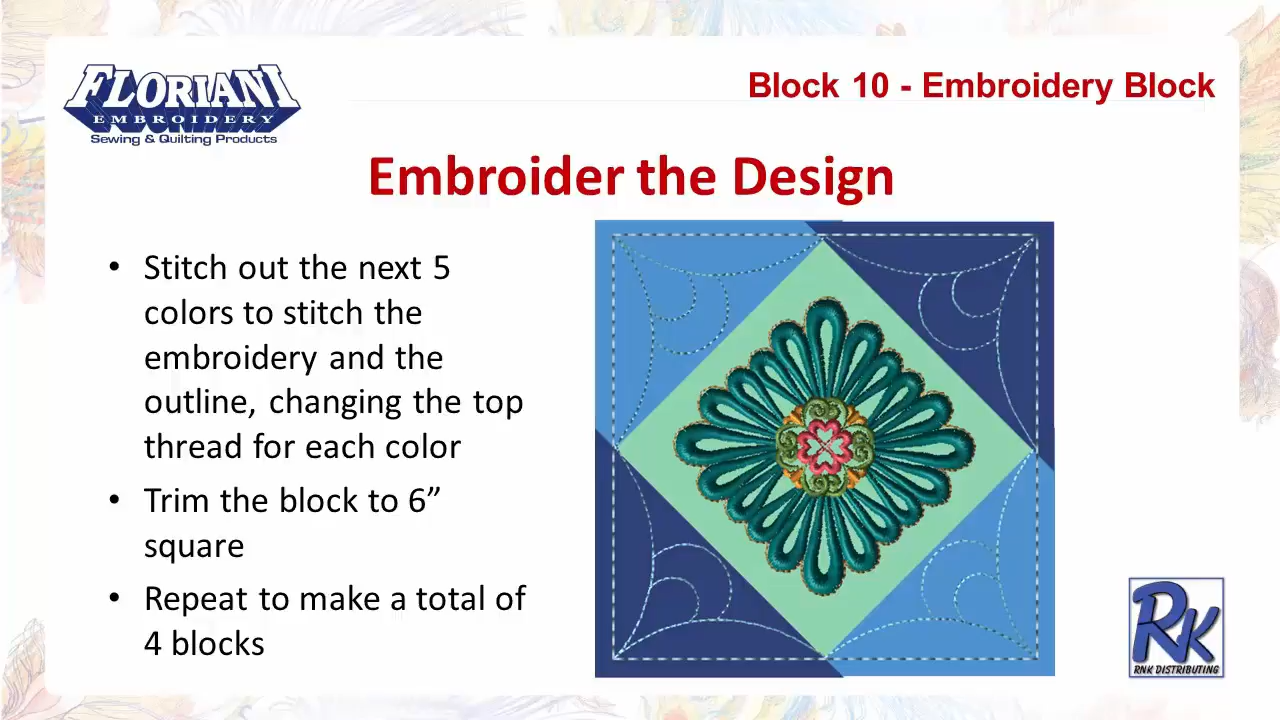 FLORIANI
EMBROIDERY
Sewing & Quilting Products
Block 10 - Embroidery Block
Embroider the Design
• Stitch out the next 5
colors to stitch the
embroidery and the
outline, changing the top
thread for each color
• Trim the block to 6”
square
• Repeat to make a total of
4 blocks
RK
RNK DISTRIBUTING